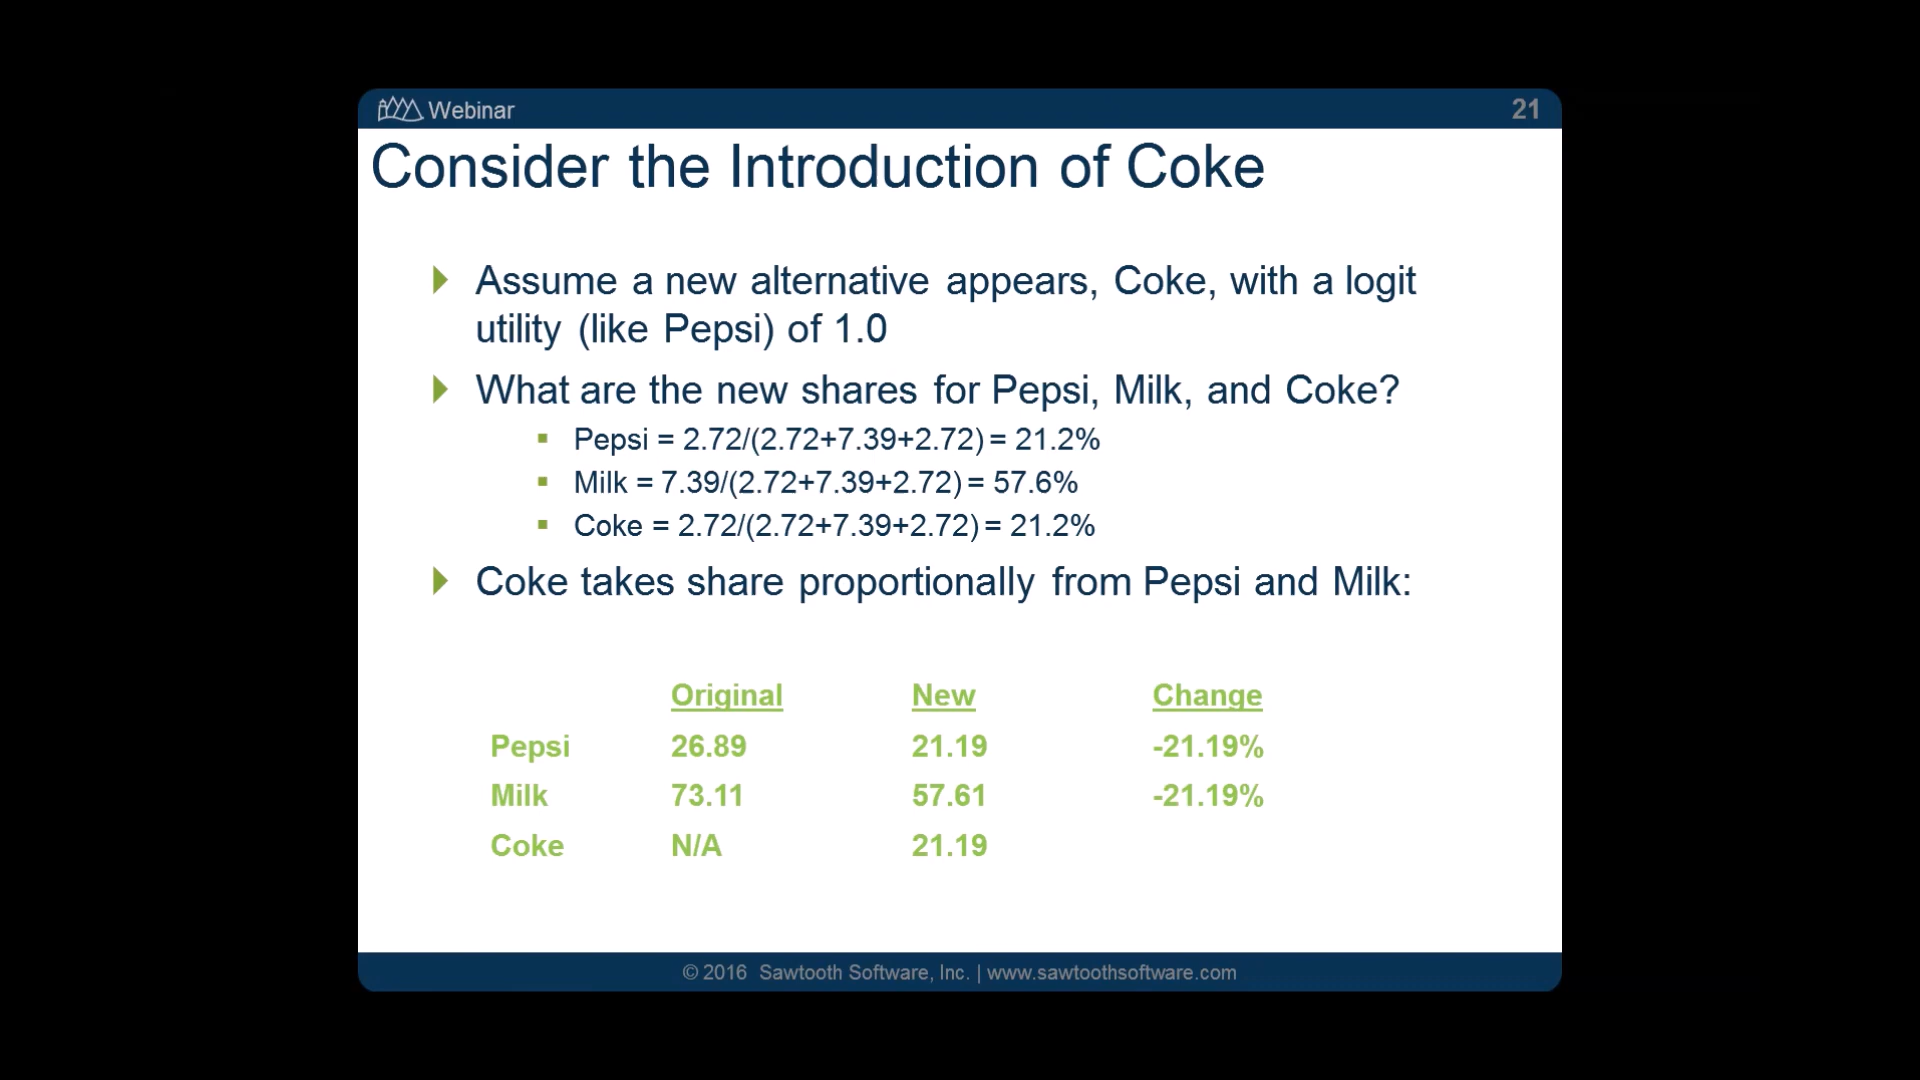 Webinar
21
Consider the Introduction of Coke
Assume a new alternative appears, Coke, with a logit
utility (like Pepsi) of 1.0
What are the new shares for Pepsi, Milk, and Coke?
Pepsi = 2.72/(2.72+7.39+2.72) = 21.2%
Milk = 7.39/(2.72+7.39+2.72) = 57.6%
Coke = 2.72/(2.72+7.39+2.72) = 21.2%
Coke takes share proportionally from Pepsi and Milk:
Original New Change
Pepsi 26.89 21.19 -21.19%
Milk 73.11 57.61 -21.19%
Coke N/A 21.19
© 2016 Sawtooth Software, Inc. | www.sawtoothsoftware.com